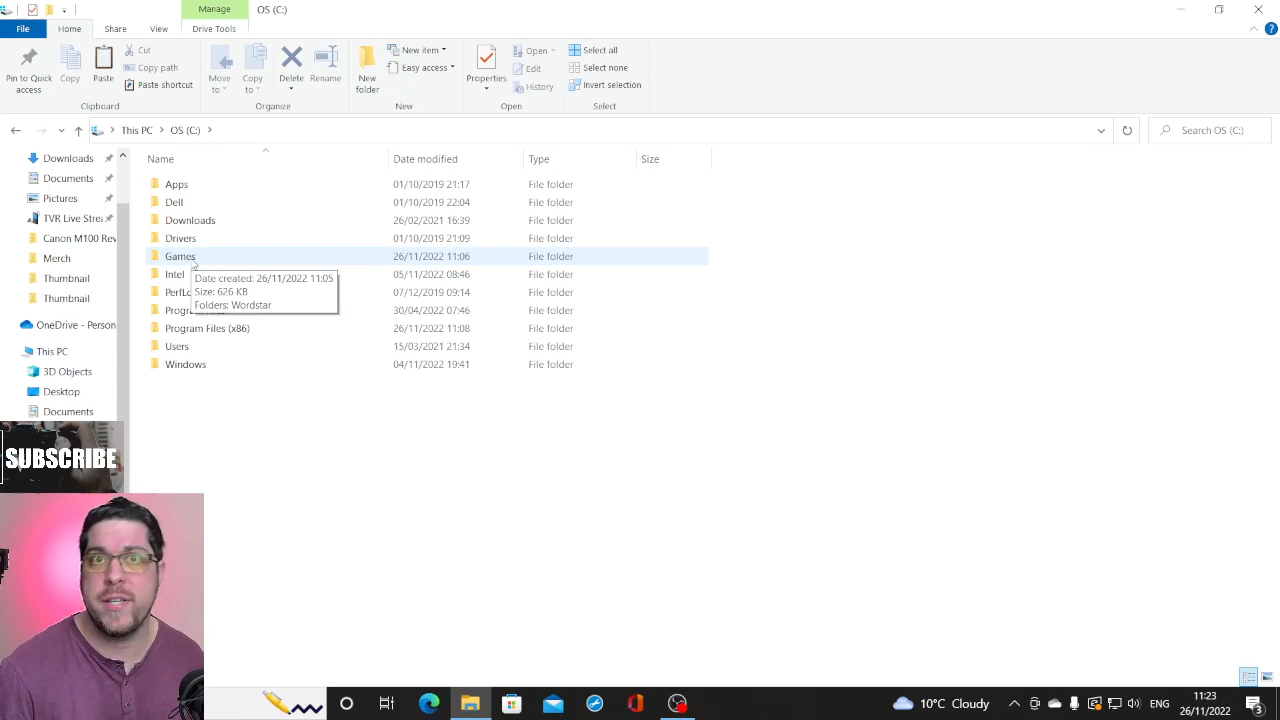 Manage
OS (C:)
File
Home
Share
View
Drive Tools
Pin to Quick access
Copy
Paste
Cut
Copy path
Paste shortcut
Clipboard
Move to
Copy to
Delete
Rename
Organize
New folder
New item
Easy access
New
Properties
Open
Edit
History
Open
Select all
Select none
Invert selection
Select
This PC
OS (C:)
Search OS (C:)
Name
Date modified
Type
Size
Downloads
Documents
Pictures
TVR Live Strea
Canon M100 Rev
Merch
Thumbnail
Thumbnail
OneDrive - Person
This PC
3D Objects
Desktop
Documents
Apps 01/10/2019 21:17 File folder
Dell 01/10/2019 22:04 File folder
Downloads 26/02/2021 16:39 File folder
Drivers 01/10/2019 21:09 File folder
Games 26/11/2022 11:06 File folder
Intel 05/11/2022 08:46 File folder
PerfLo 07/12/2019 09:14 File folder
Progr 30/04/2022 07:46 File folder
Program Files (x86) 26/11/2022 11:08 File folder
Users 15/03/2021 21:34 File folder
Windows 04/11/2022 19:41 File folder
Date created: 26/11/2022 11:05
Size: 626 KB
Folders: Wordstar
SUBSCRIBE
10°C Cloudy
ENG
11:23
26/11/2022
3